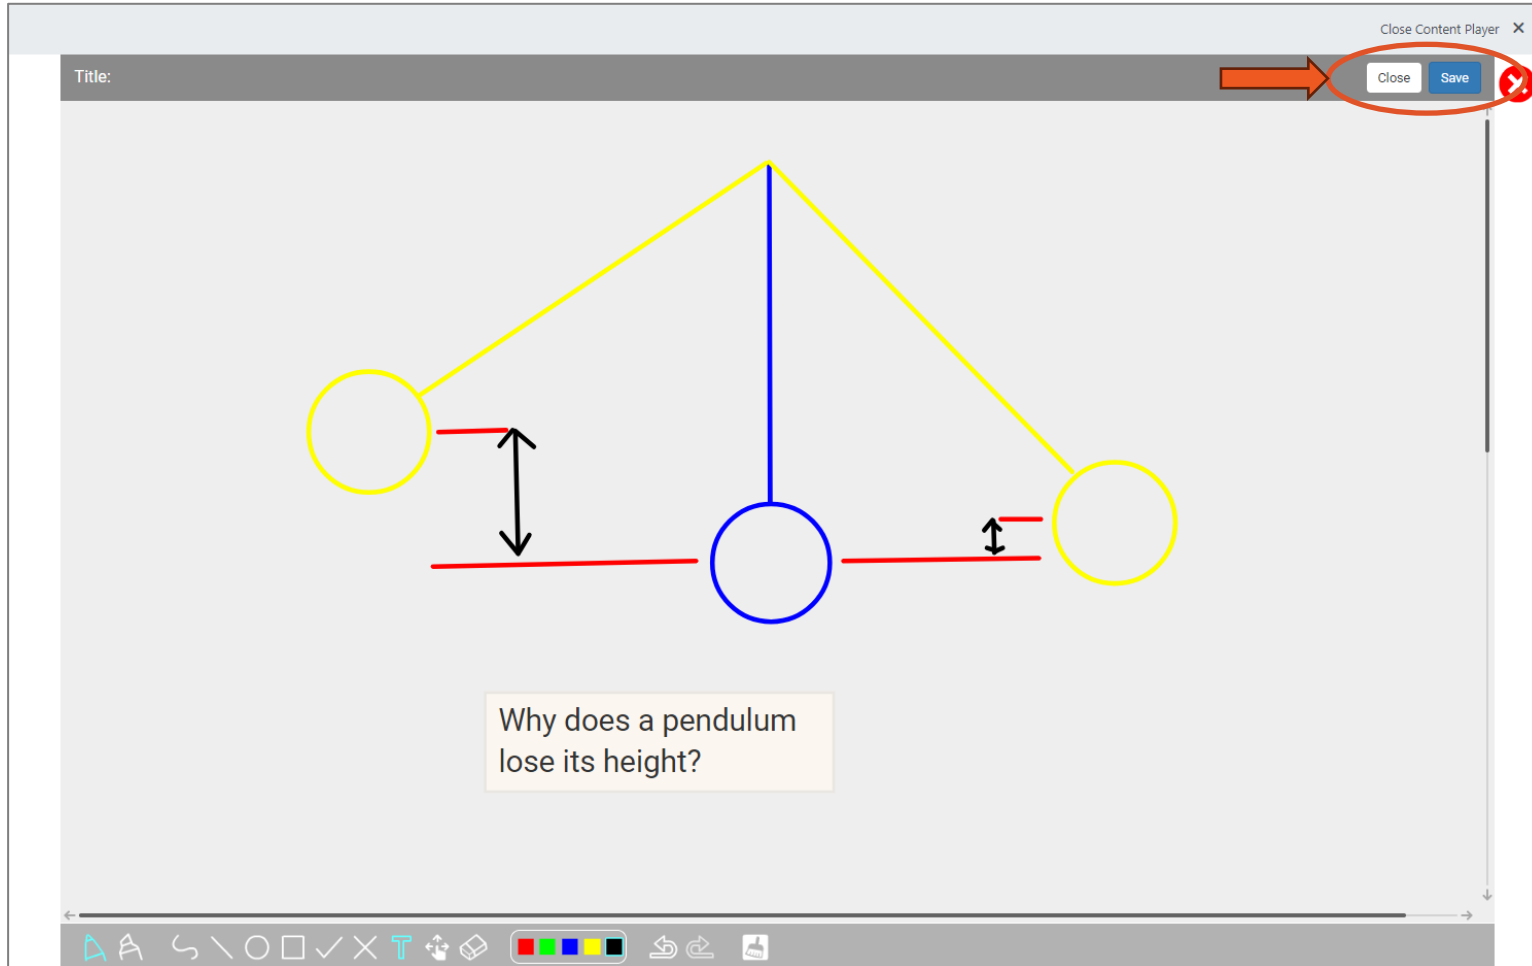 Close Content Player
Title:
Close
Save
Why does a pendulum
lose its height?